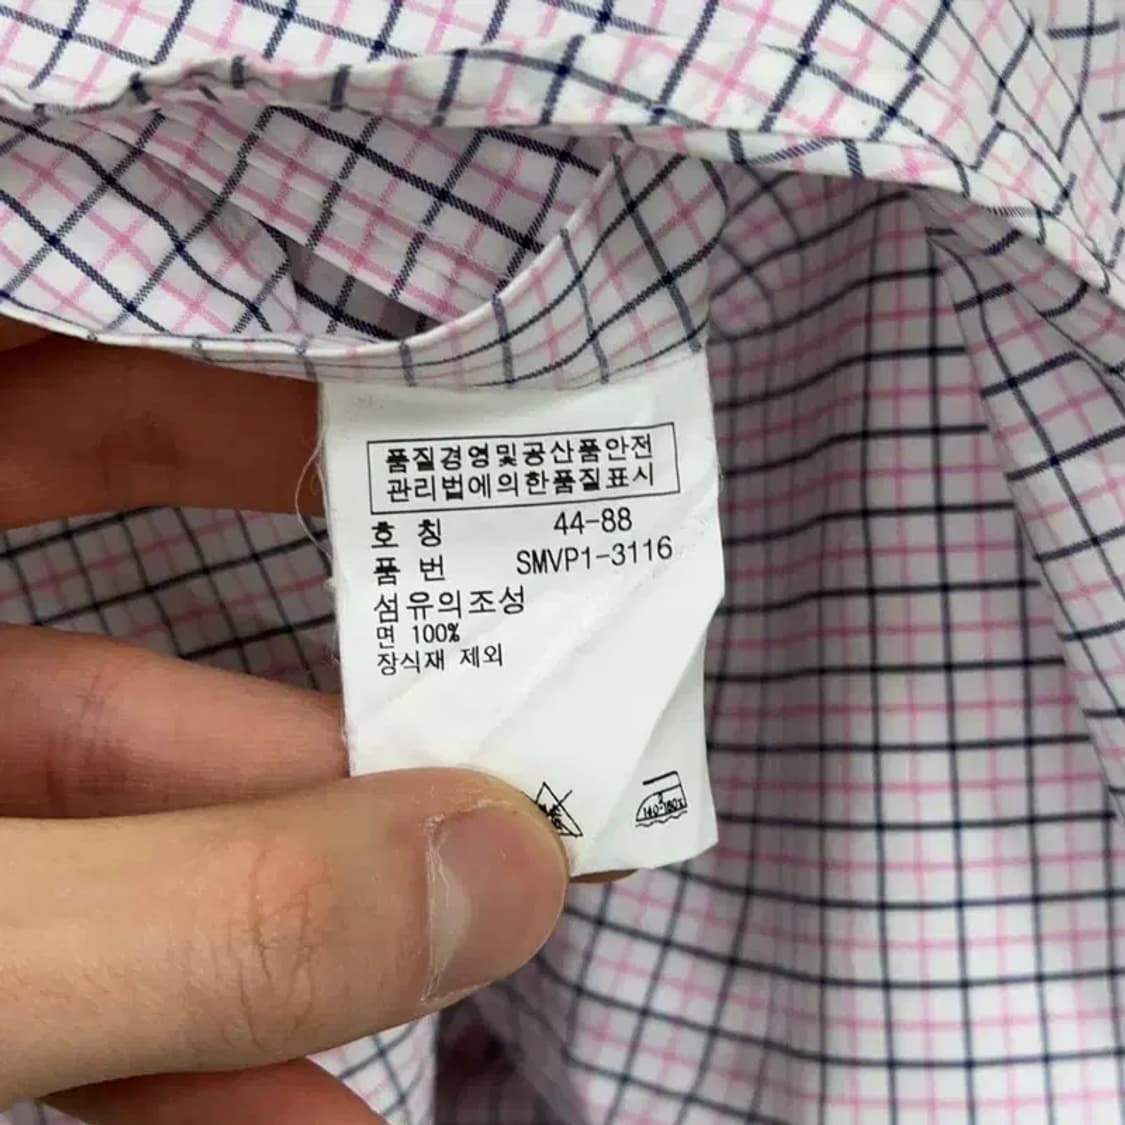 품질경영및공산품안전
관리법에의한품질표시
호 칭 44-88
품 번 SMVP1-3116
섬유의조성
면 100%
장식재 제외